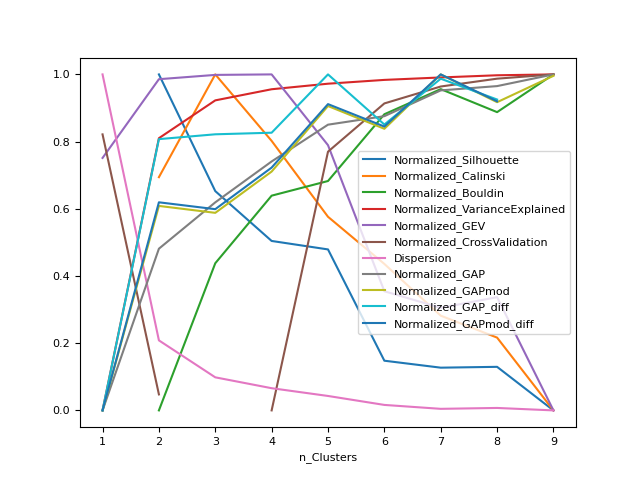 1.0
0.8
0.6
0.4
0.2
0.0
Normalized_Silhouette
Normalized_Calinski
Normalized_Bouldin
Normalized_VarianceExplained
Normalized_GEV
Normalized_CrossValidation
Dispersion
Normalized_GAP
Normalized_GAPmod
Normalized_GAP_diff
Normalized_GAPmod_diff
1 2 3 4 5 6 7 8 9
n_Clusters